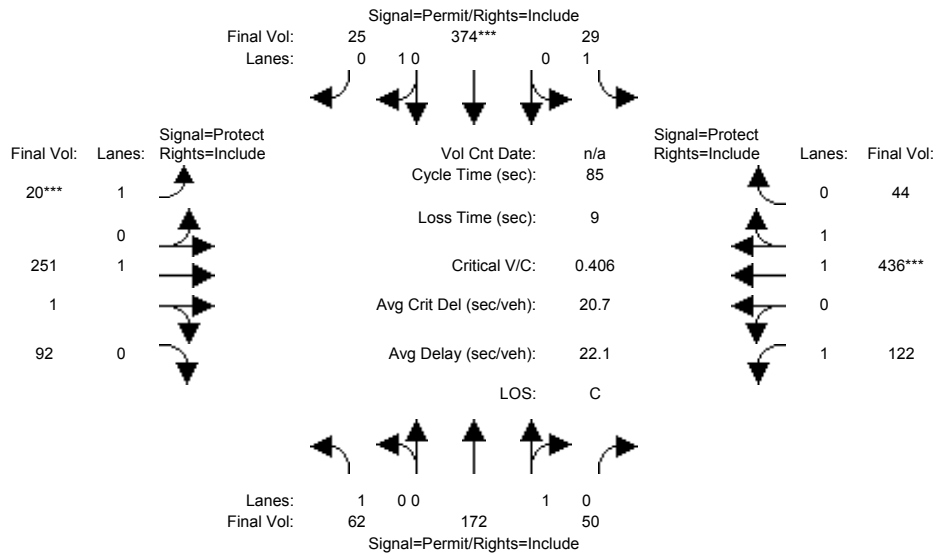 Signal=Permit/Rights=Include
Final Vol: 25 374*** 29
Lanes: 0 1 0 0 1
Signal=Protect Signal=Protect
Final Vol: Lanes: Rights=Include Vol Cnt Date: n/a Rights=Include Lanes: Final Vol:
Cycle Time (sec): 85
20*** 1 0 44
Loss Time (sec): 9
0 1
251 1 Critical V/C: 0.406 1 436***
1 Avg Crit Del (sec/veh): 20.7 0
92 0 Avg Delay (sec/veh): 22.1 1 122
LOS: C
Lanes: 1 0 0 1 0
Final Vol: 62 172 50
Signal=Permit/Rights=Include